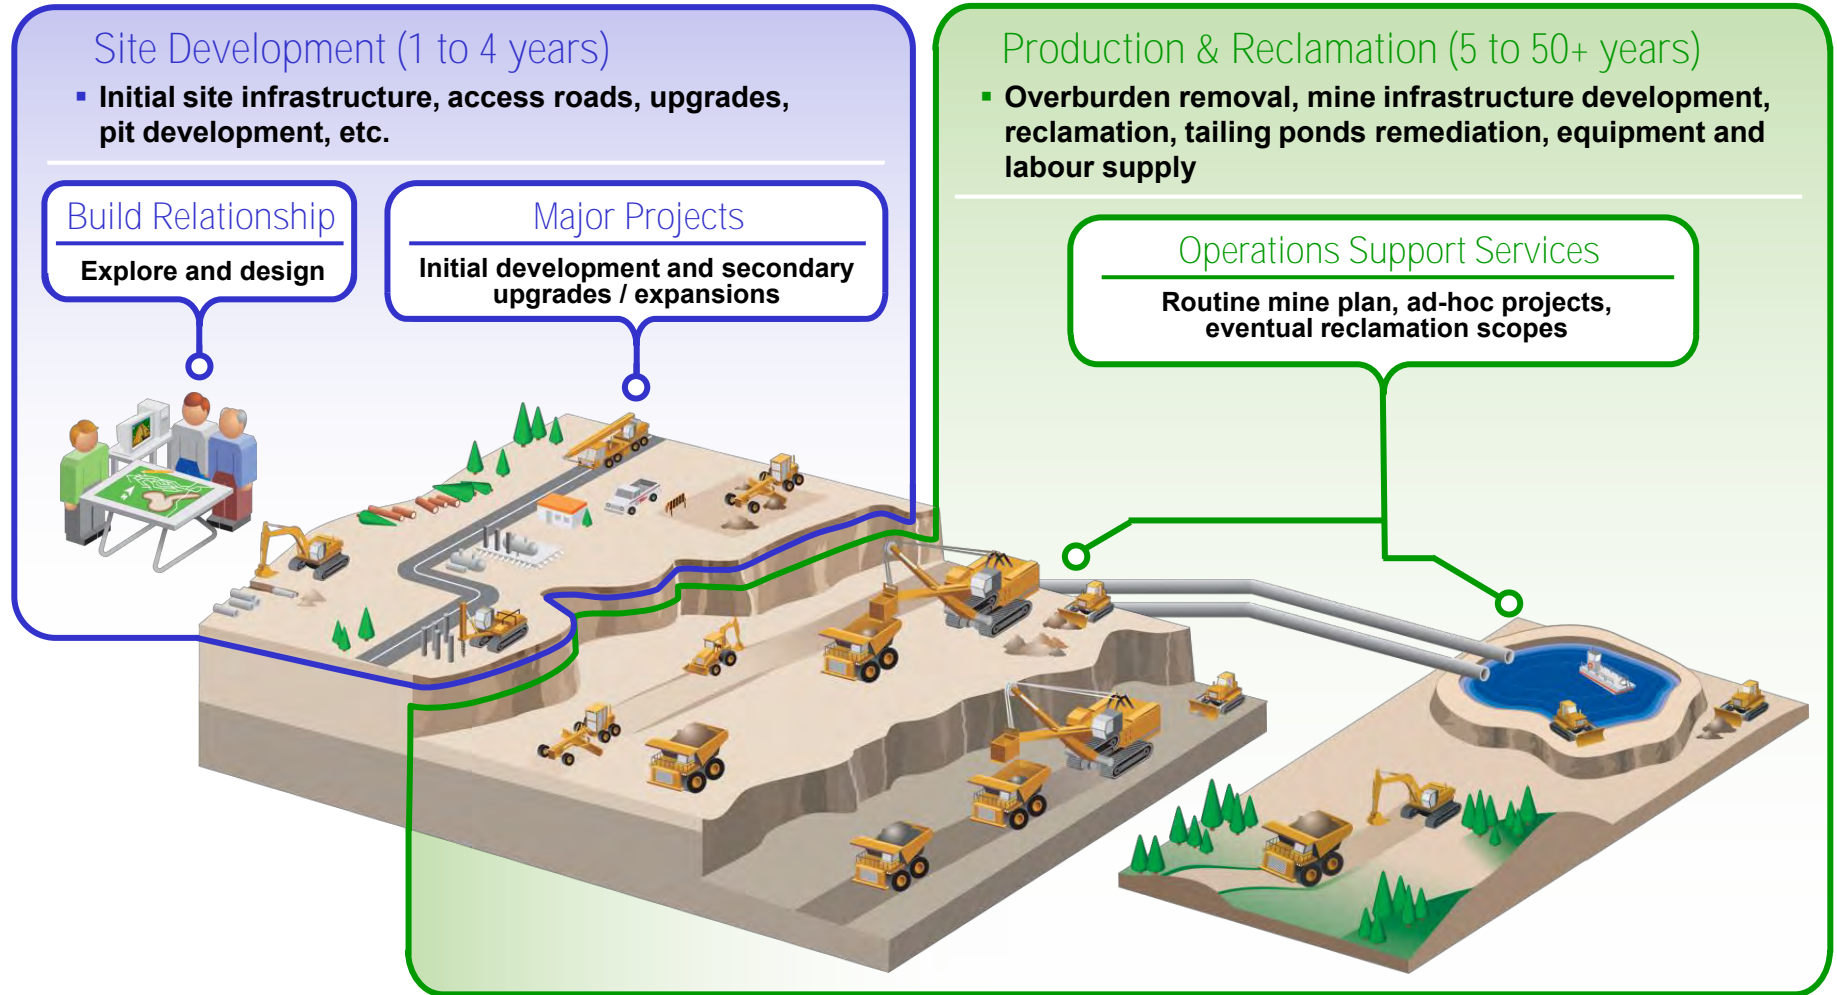 Site Development (1 to 4 years)
▪ Initial site infrastructure, access roads, upgrades,
pit development, etc.
Build Relationship
Explore and design
Major Projects
Initial development and secondary
upgrades / expansions
Production & Reclamation (5 to 50+ years)
▪ Overburden removal, mine infrastructure development,
reclamation, tailing ponds remediation, equipment and
labour supply
Operations Support Services
Routine mine plan, ad-hoc projects,
eventual reclamation scopes